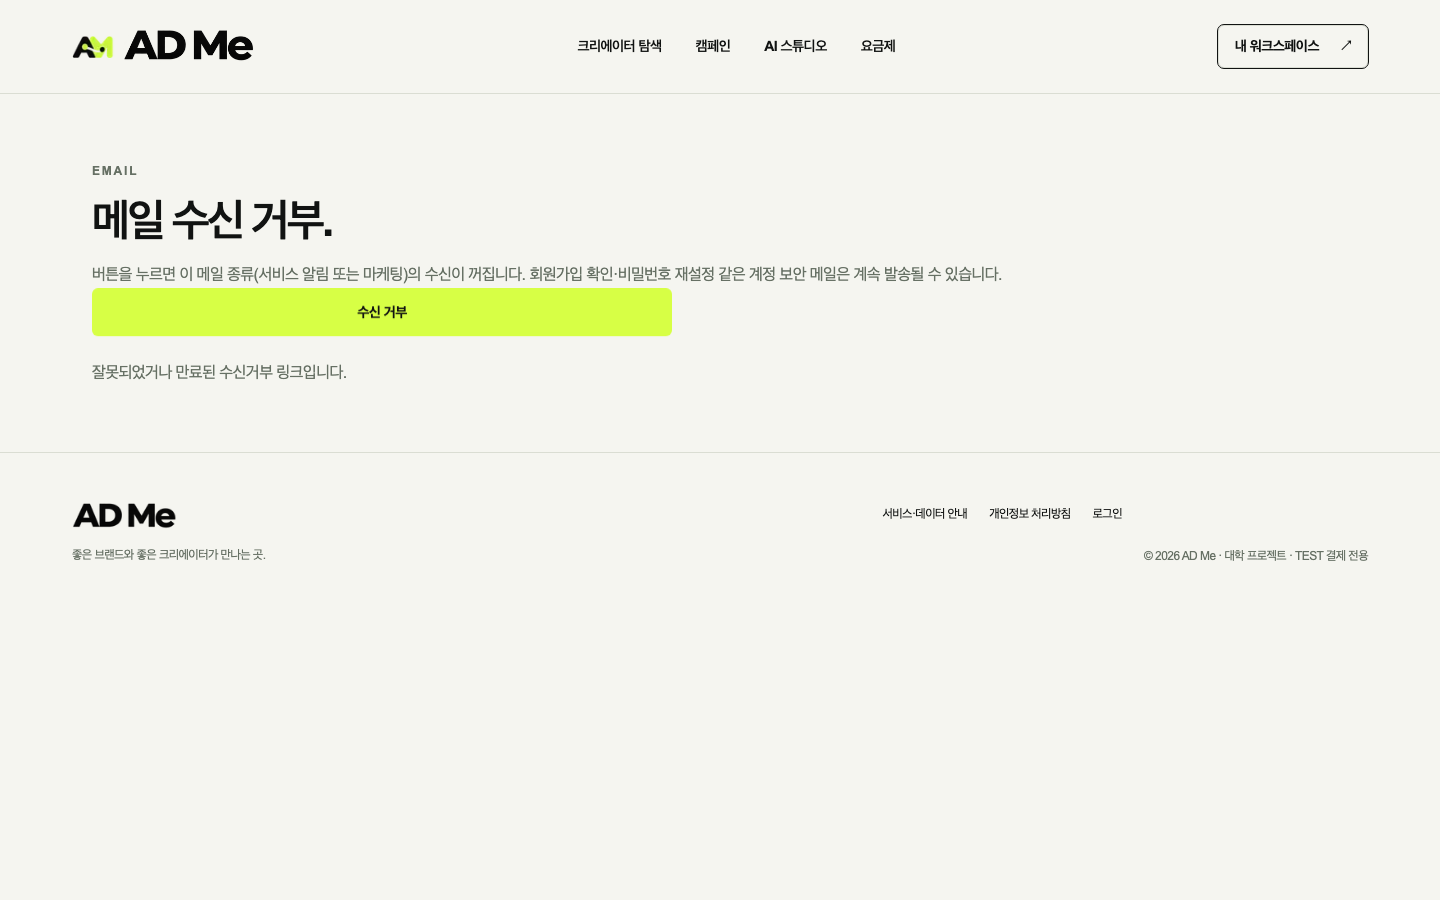 AD Me
크리에이터 탐색
캠페인
AI 스튜디오
요금제
내 워크스페이스 ↗
EMAIL
메일 수신 거부.
버튼을 누르면 이 메일 종류(서비스 알림 또는 마케팅)의 수신이 꺼집니다. 회원가입 확인·비밀번호 재설정 같은 계정 보안 메일은 계속 발송될 수 있습니다.
수신 거부
잘못되었거나 만료된 수신거부 링크입니다.
AD Me
서비스·데이터 안내
개인정보 처리방침
로그인
좋은 브랜드와 좋은 크리에이터가 만나는 곳.
© 2026 AD Me · 대학 프로젝트 · TEST 결제 전용